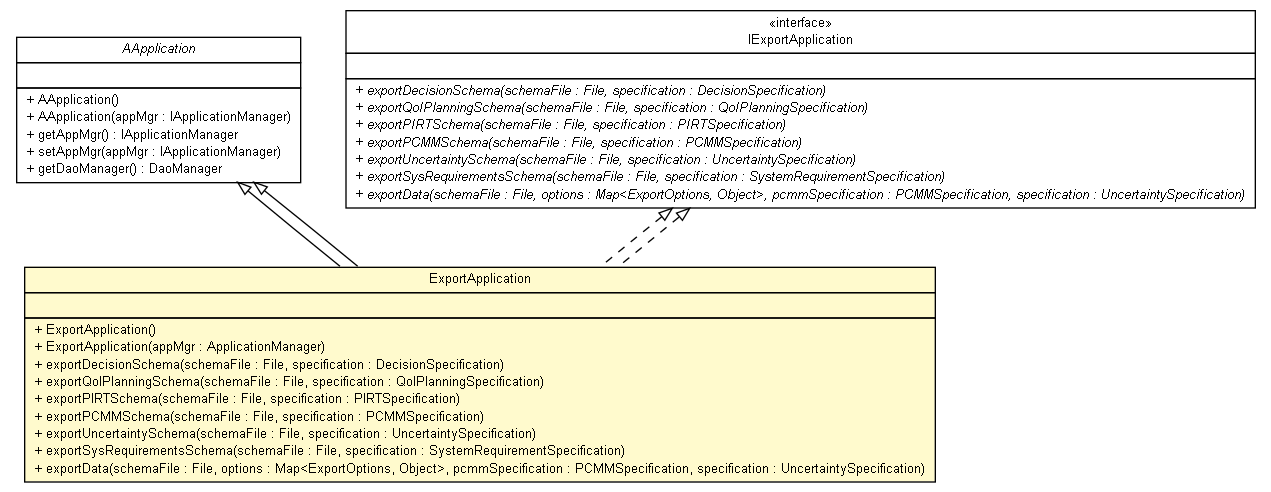 AApplication
+ AApplication()
+ AApplication(appMgr : IApplicationManager)
+ getAppMgr() : IApplicationManager
+ setAppMgr(appMgr : IApplicationManager)
+ getDaoManager() : DaoManager
«interface»
IExportApplication
+ exportDecisionSchema(schemaFile : File, specification : DecisionSpecification)
+ exportQoIPlanningSchema(schemaFile : File, specification : QoIPlanningSpecification)
+ exportPIRTSchema(schemaFile : File, specification : PIRTSpecification)
+ exportPCMMSchema(schemaFile : File, specification : PCMMSpecification)
+ exportUncertaintySchema(schemaFile : File, specification : UncertaintySpecification)
+ exportSysRequirementsSchema(schemaFile : File, specification : SystemRequirementSpecification)
+ exportData(schemaFile : File, options : Map<ExportOptions, Object>, pcmmSpecification : PCMMSpecification, specification : UncertaintySpecification)
ExportApplication
+ ExportApplication()
+ ExportApplication(appMgr : ApplicationManager)
+ exportDecisionSchema(schemaFile : File, specification : DecisionSpecification)
+ exportQoIPlanningSchema(schemaFile : File, specification : QoIPlanningSpecification)
+ exportPIRTSchema(schemaFile : File, specification : PIRTSpecification)
+ exportPCMMSchema(schemaFile : File, specification : PCMMSpecification)
+ exportUncertaintySchema(schemaFile : File, specification : UncertaintySpecification)
+ exportSysRequirementsSchema(schemaFile : File, specification : SystemRequirementSpecification)
+ exportData(schemaFile : File, options : Map<ExportOptions, Object>, pcmmSpecification : PCMMSpecification, specification : UncertaintySpecification)